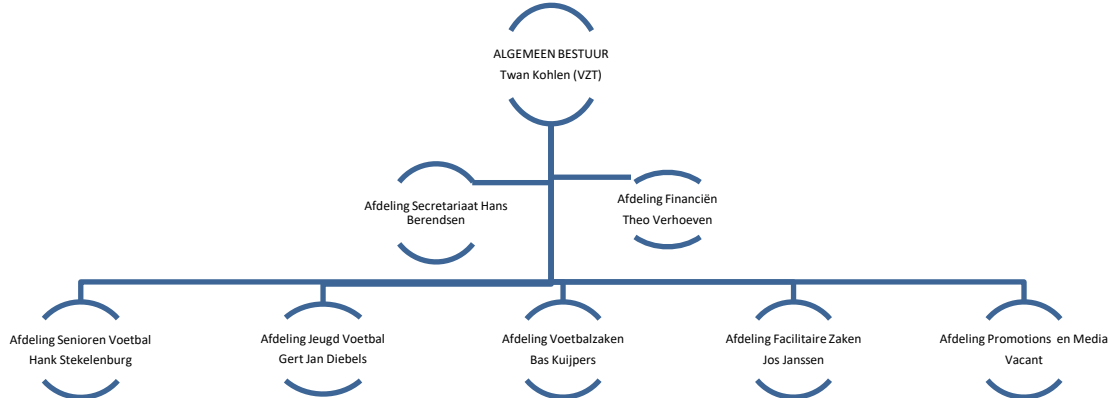 ALGEMEEN BESTUUR
Twan Kohlen (VZT)
Afdeling Secretariaat Hans
Berendsen
Afdeling Financiën
Theo Verhoeven
Afdeling Senioren Voetbal
Hank Stekelenburg
Afdeling Jeugd Voetbal
Gert Jan Diebels
Afdeling Voetbalzaken
Bas Kuijpers
Afdeling Facilitaire Zaken
Jos Janssen
Afdeling Promotions en Media
Vacant